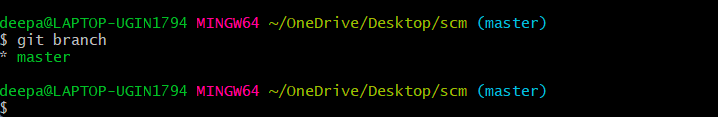 deepa@LAPTOP-UGIN1794 MINGW64 ~/OneDrive/Desktop/scm (master)
$ git branch
* master
deepa@LAPTOP-UGIN1794 MINGW64 ~/OneDrive/Desktop/scm (master)
$